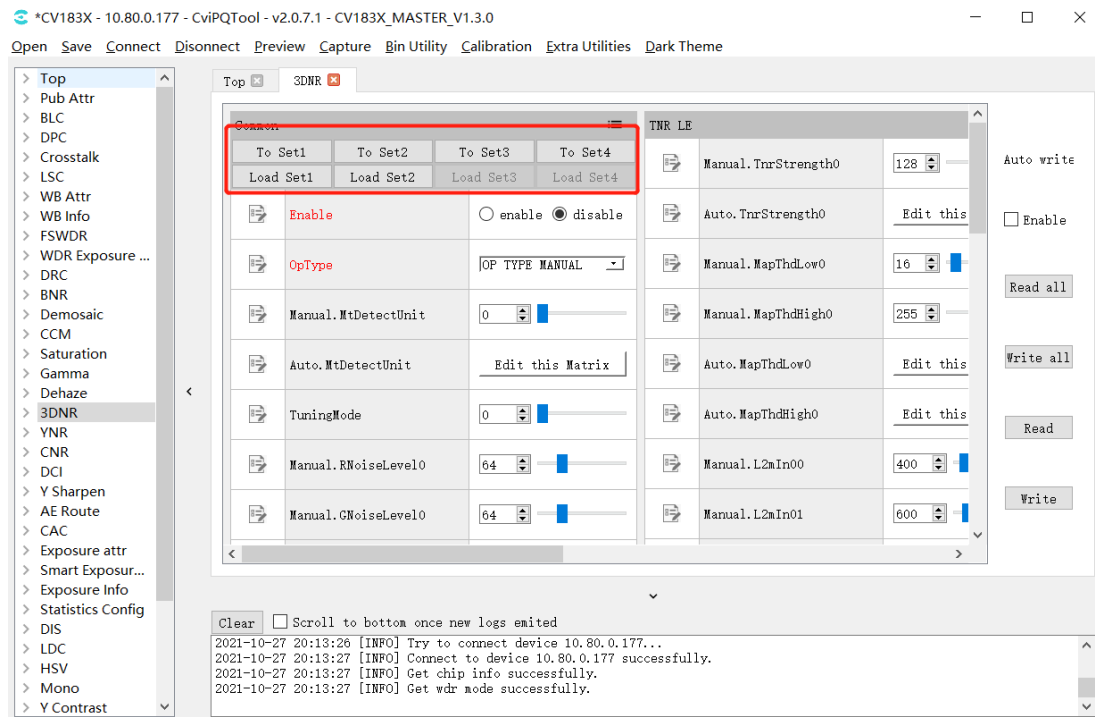 *CV183X - 10.80.0.177 - CviPQTool - v2.0.7.1 - CV183X_MASTER_V1.3.0
Open Save Connect Disonnect Preview Capture Bin Utility Calibration Extra Utilities Dark Theme
Top
Pub Attr
BLC
DPC
Crosstalk
LSC
WB Attr
WB Info
FSWDR
WDR Exposure ...
DRC
BNR
Demosaic
CCM
Saturation
Gamma
Dehaze
3DNR
YNR
CNR
DCI
Y Sharpen
AE Route
CAC
Exposure attr
Smart Exposur...
Exposure Info
Statistics Config
DIS
LDC
HSV
Mono
Y Contrast
Top 3DNR
Common
To Set1 To Set2 To Set3 To Set4
Load Set1 Load Set2 Load Set3 Load Set4
Enable enable disable
OpType OP TYPE MANUAL
Manual.MtDetectUnit 0
Auto.MtDetectUnit Edit this Matrix
TuningMode 0
Manual.RNoiseLevel0 64
Manual.GNoiseLevel0 64
TNR LE
Manual.TnrStrength0 128
Auto.TnrStrength0 Edit this
Manual.MapThdLow0 16
Manual.MapThdHigh0 255
Auto.MapThdLow0 Edit this
Auto.MapThdHigh0 Edit this
Manual.L2mIn00 400
Manual.L2mIn01 600
Auto write
Enable
Read all
Write all
Read
Write
Clear Scroll to bottom once new logs emited
2021-10-27 20:13:26 [INFO] Try to connect device 10.80.0.177...
2021-10-27 20:13:27 [INFO] Connect to device 10.80.0.177 successfully.
2021-10-27 20:13:27 [INFO] Get chip info successfully.
2021-10-27 20:13:27 [INFO] Get wdr mode successfully.